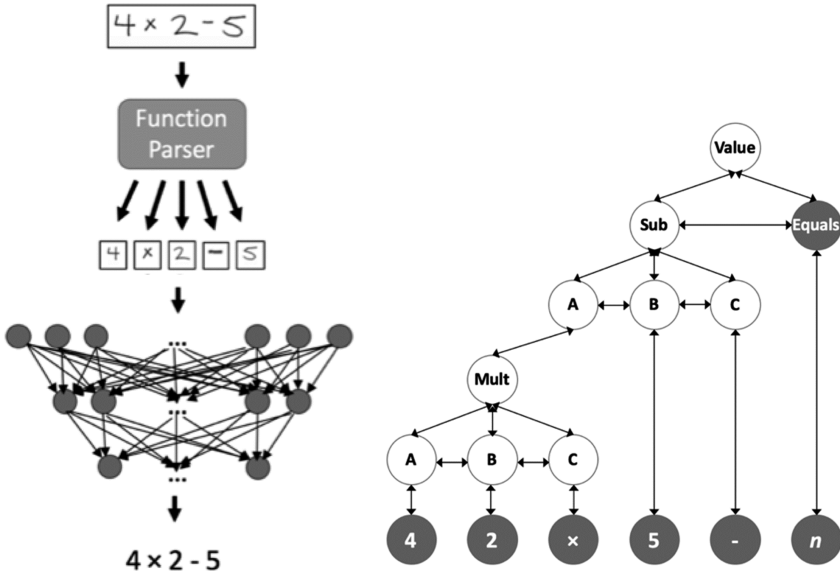 4 × 2 - 5
Function
Parser
4 × 2 - 5
...
...
...
4 × 2 - 5
Value
Sub Equals
A B C
Mult
A B C
4 2 × 5 - n